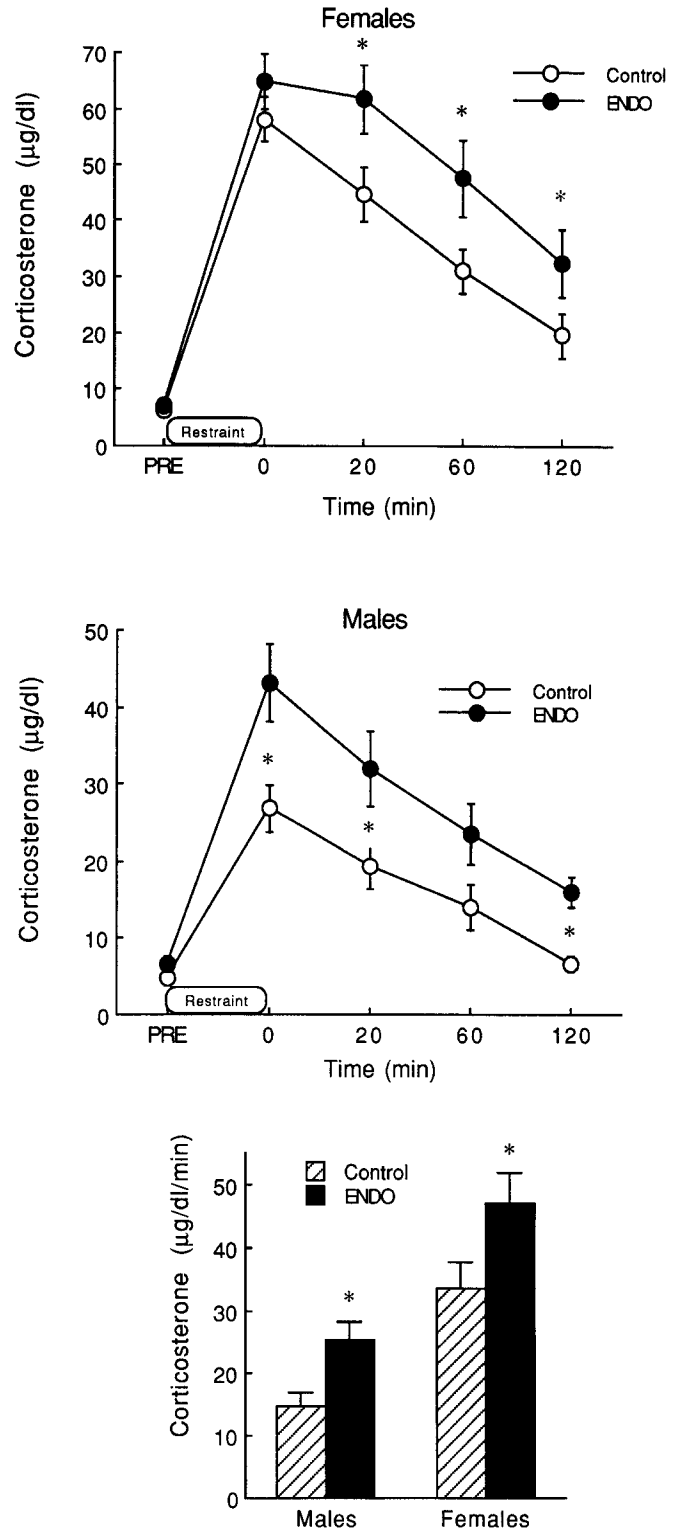 Females
Corticosterone (µg/dl)
70
60
50
40
30
20
10
0
*
*
*
Control
ENDO
Restraint
PRE 0 20 60 120
Time (min)
Males
Corticosterone (µg/dl)
50
40
30
20
10
0
Control
ENDO
*
*
*
Restraint
PRE 0 20 60 120
Time (min)
Corticosterone (µg/dl/min)
50
40
30
20
10
0
Control
ENDO
*
*
Males Females